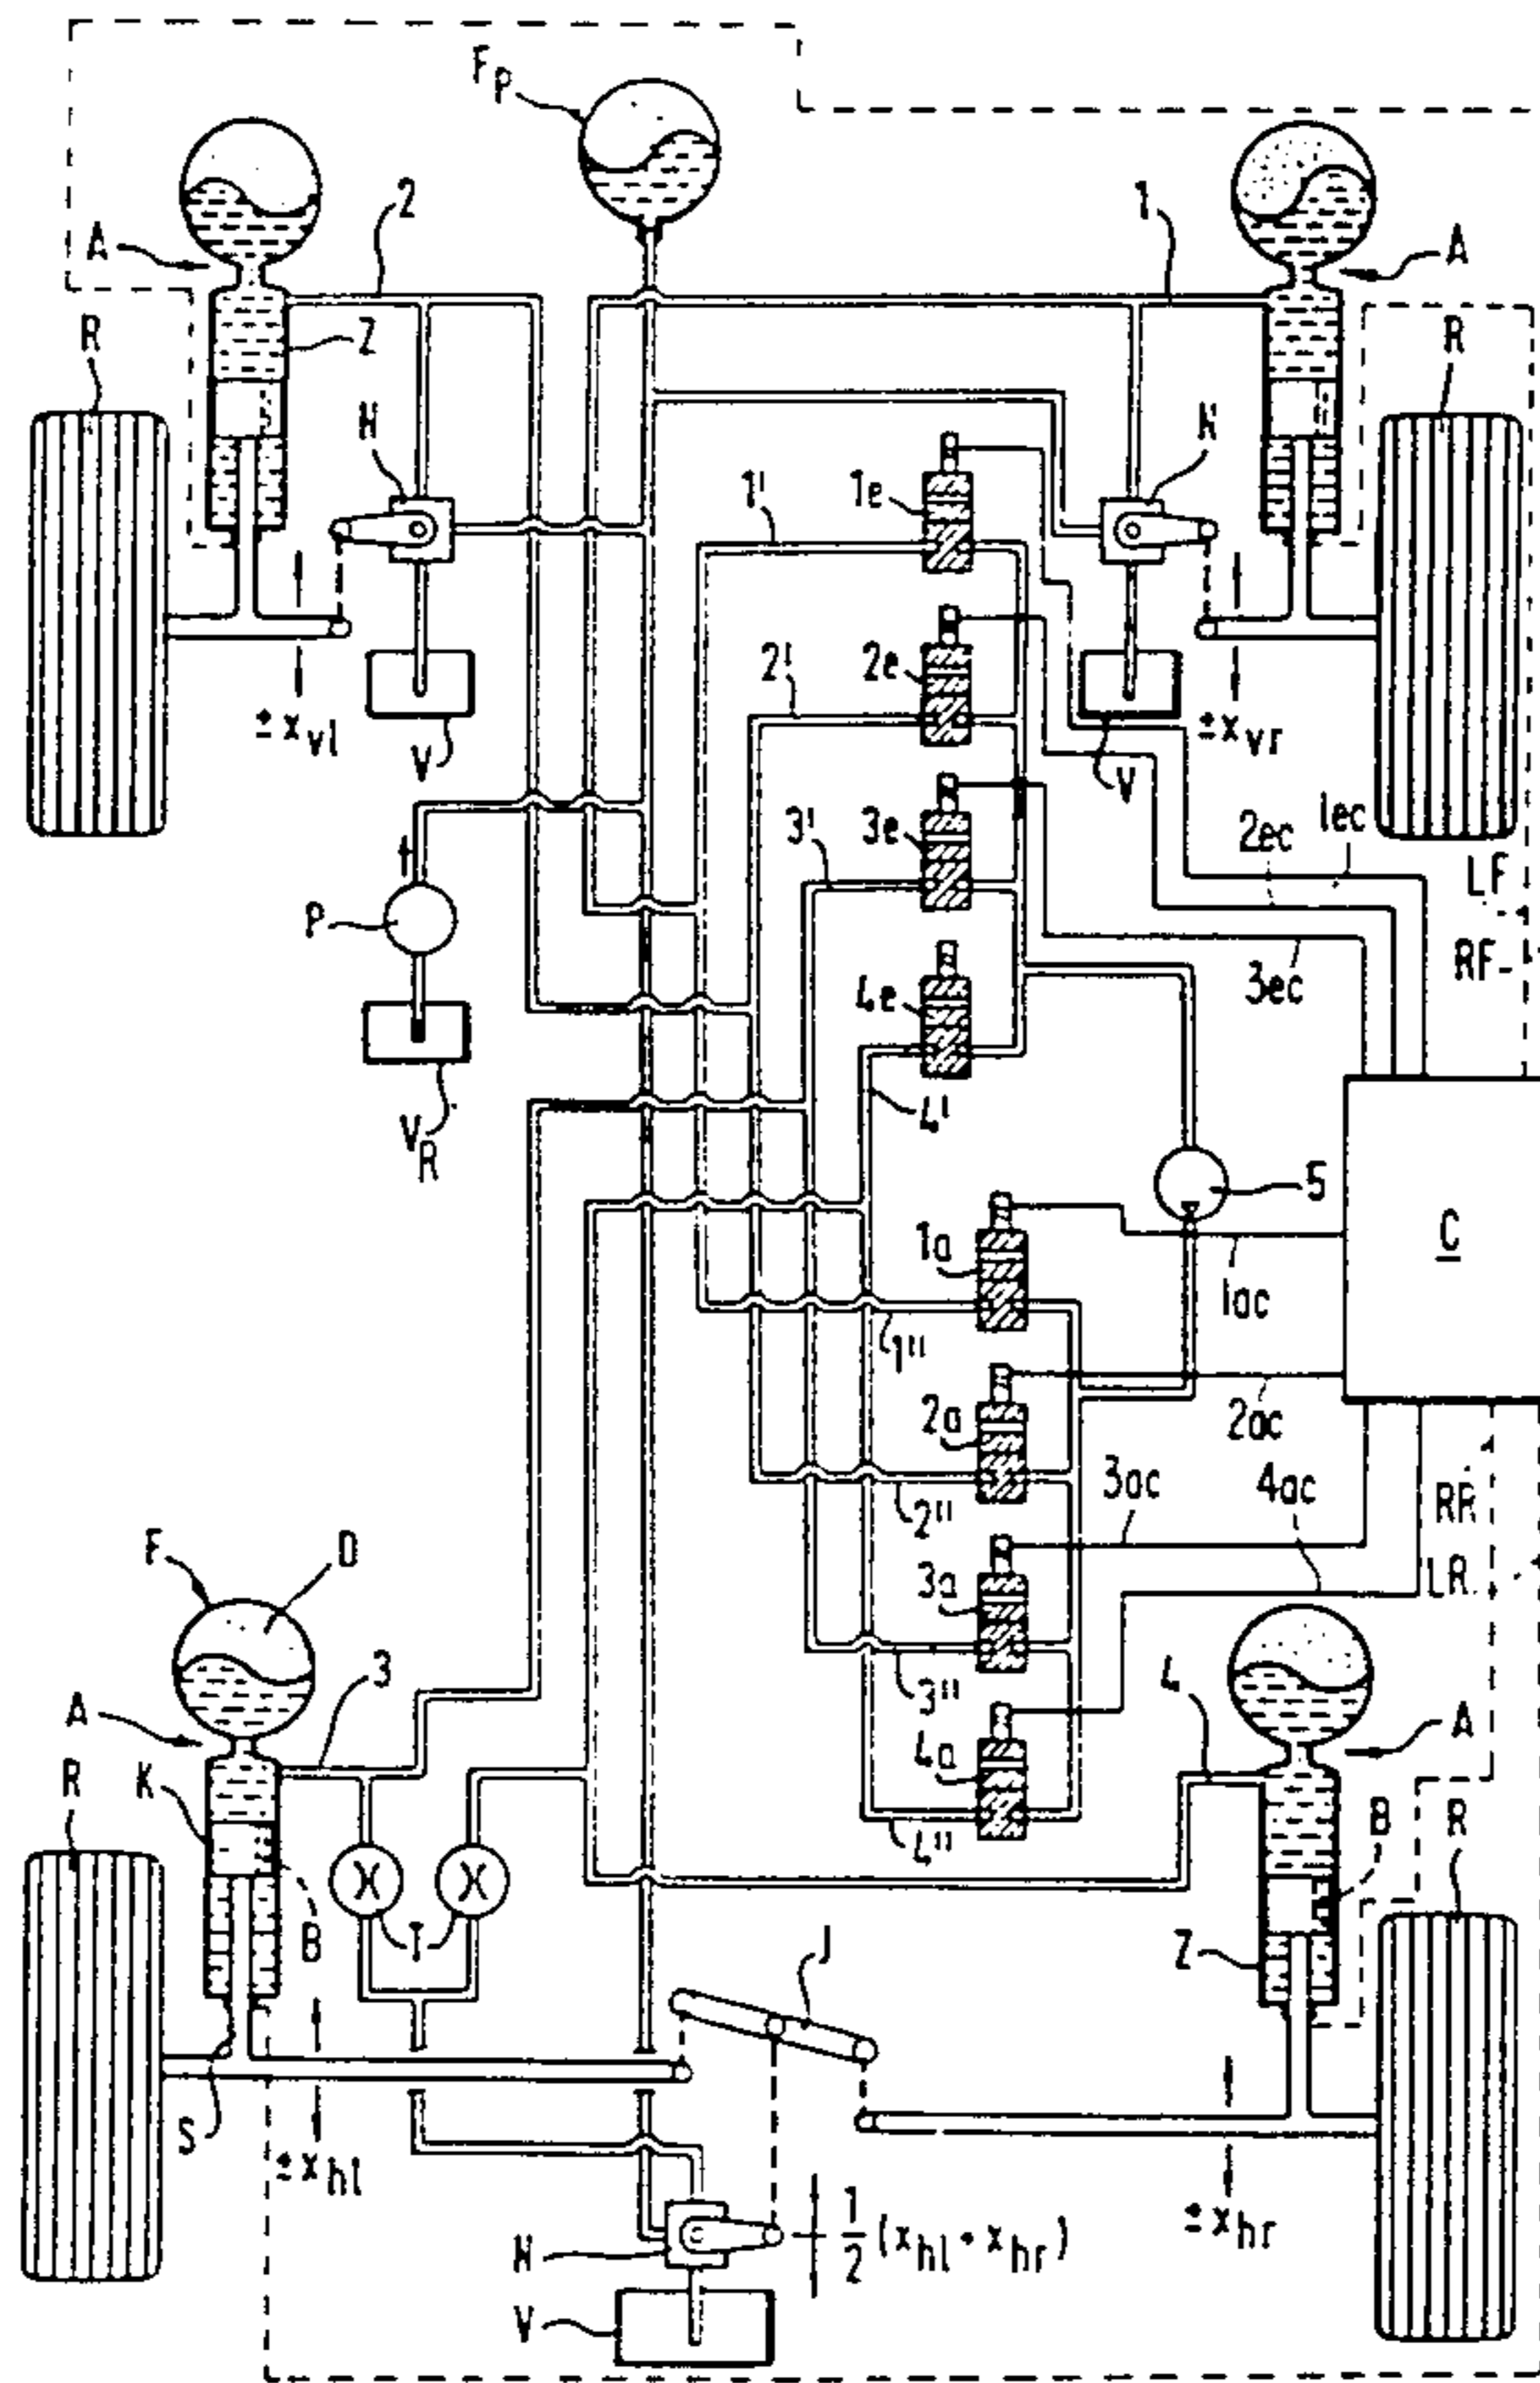 Fp
2
1
A
A
Z
R
R
N
N
1'
1e
2'
2e
±xvl
V
±xvr
V
3'
3e
1ec
2ec
LF
P
3ec
RF
4e
VR
4'
5
C
1a
1ac
1"
2a
2ac
3ac
4ac
RR
2"
F
D
3a
LR
3
3"
4
A
A
4a
R
K
B
R
4"
B
T
J
Z
S
±xhl
±xhr
N
1/2 (xhl + xhr)
V